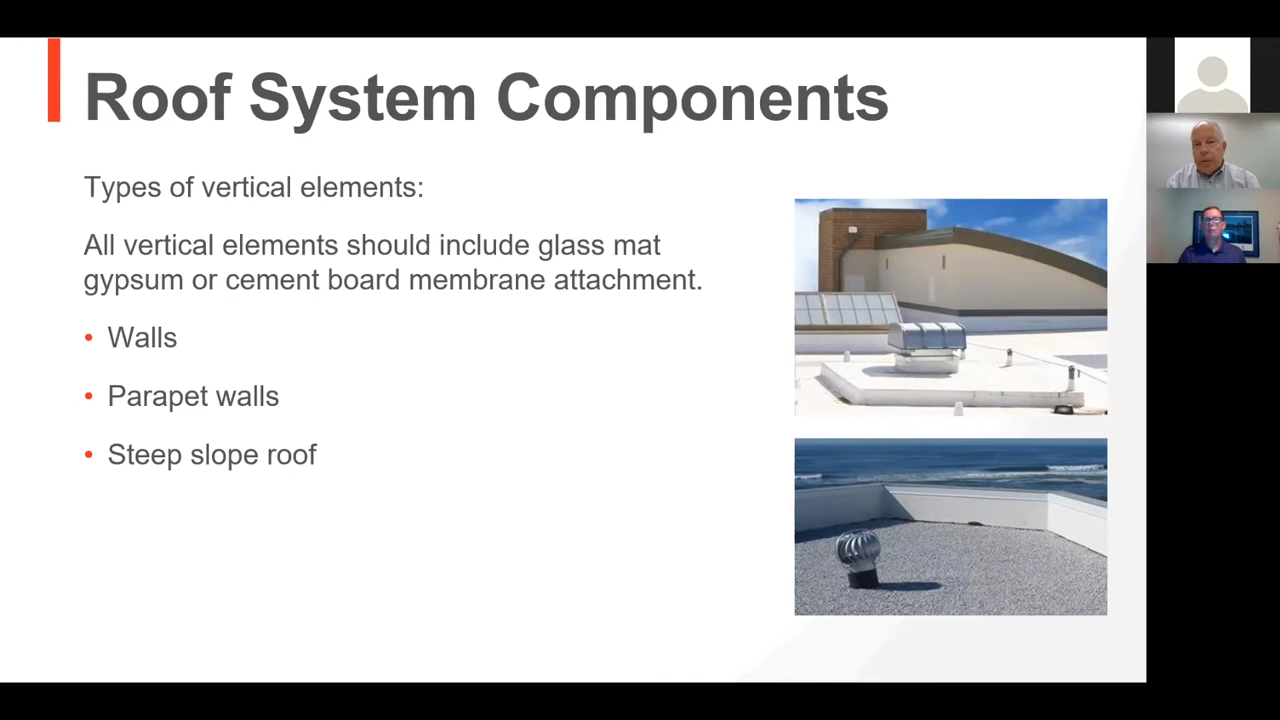 Roof System Components
Types of vertical elements:
All vertical elements should include glass mat
gypsum or cement board membrane attachment.
• Walls
• Parapet walls
• Steep slope roof